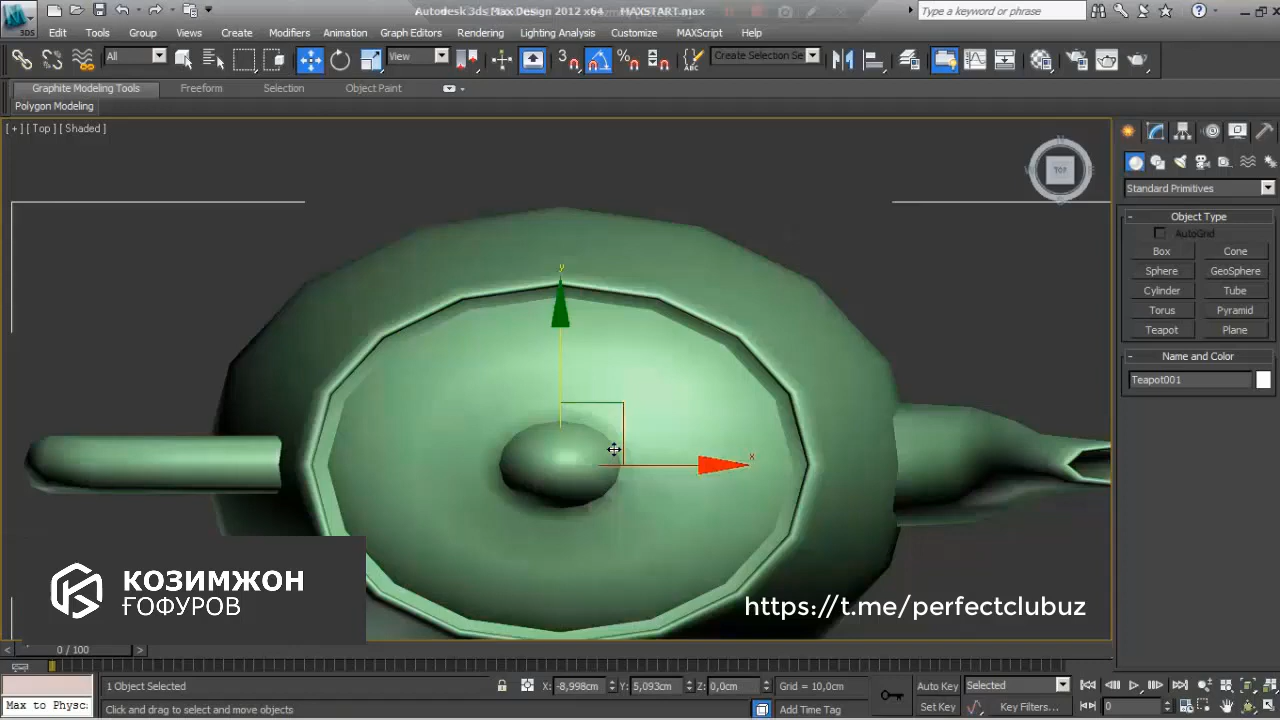 Autodesk 3ds Max Design 2012 x64 MAXSTART.max
Type a keyword or phrase
3DS
Edit Tools Group Views Create Modifiers Animation Graph Editors Rendering Lighting Analysis Customize MAXScript Help
All View Create Selection Se
Graphite Modeling Tools Freeform Selection Object Paint
Polygon Modeling
[ + ] [ Top ] [ Shaded ]
TOP
Standard Primitives
- Object Type
AutoGrid
Box Cone
Sphere GeoSphere
Cylinder Tube
Torus Pyramid
Teapot Plane
- Name and Color
Teapot001
y
x
КОЗИМЖОН
ҒОФУРОВ
https://t.me/perfectclubuz
< 0 / 100 >
1 Object Selected X: -8,998cm Y: 5,093cm Z: 0,0cm Grid = 10,0cm Auto Key Selected
Max to Physc Click and drag to select and move objects Add Time Tag Set Key Key Filters... 0